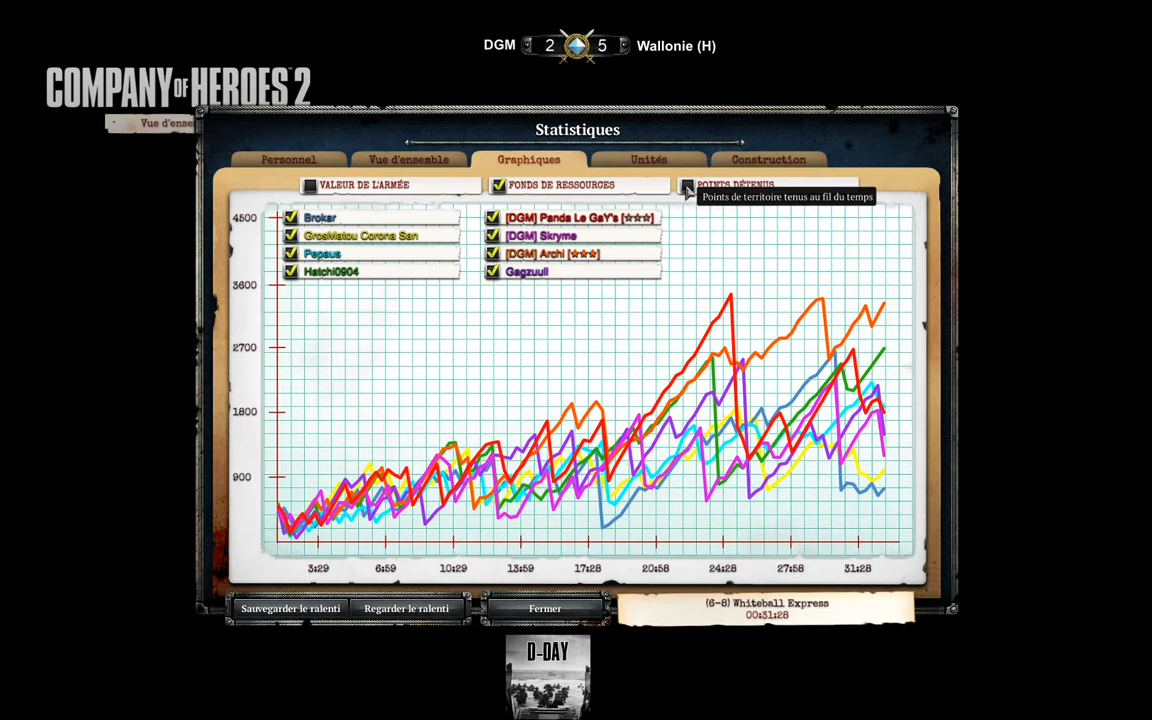 DGM 2 5 Wallonie (H)
COMPANY OF HEROES 2
Vue d'ense
Statistiques
Personnel Vue d'ensemble Graphiques Unités Construction
VALEUR DE L'ARMÉE FONDS DE RESSOURCES POINTS DÉTENUS
Points de territoire tenus au fil du temps
4500
Brokar [DGM] Panda Le GaY's [☆☆☆]
GrosMatou Corona San [DGM] Skryme
Pepaus [DGM] Archi [★★★]
Hatchi0904 Gagzuull
3600
2700
1800
900
3:29 6:59 10:29 13:59 17:28 20:58 24:28 27:58 31:28
Sauvegarder le ralenti Regarder le ralenti Fermer
(6-8) Whiteball Express
00:31:28
D-DAY